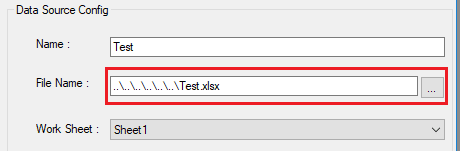 Data Source Config
Name : Test
File Name : ..\..\..\..\..\..\Test.xlsx ...
Work Sheet : Sheet1